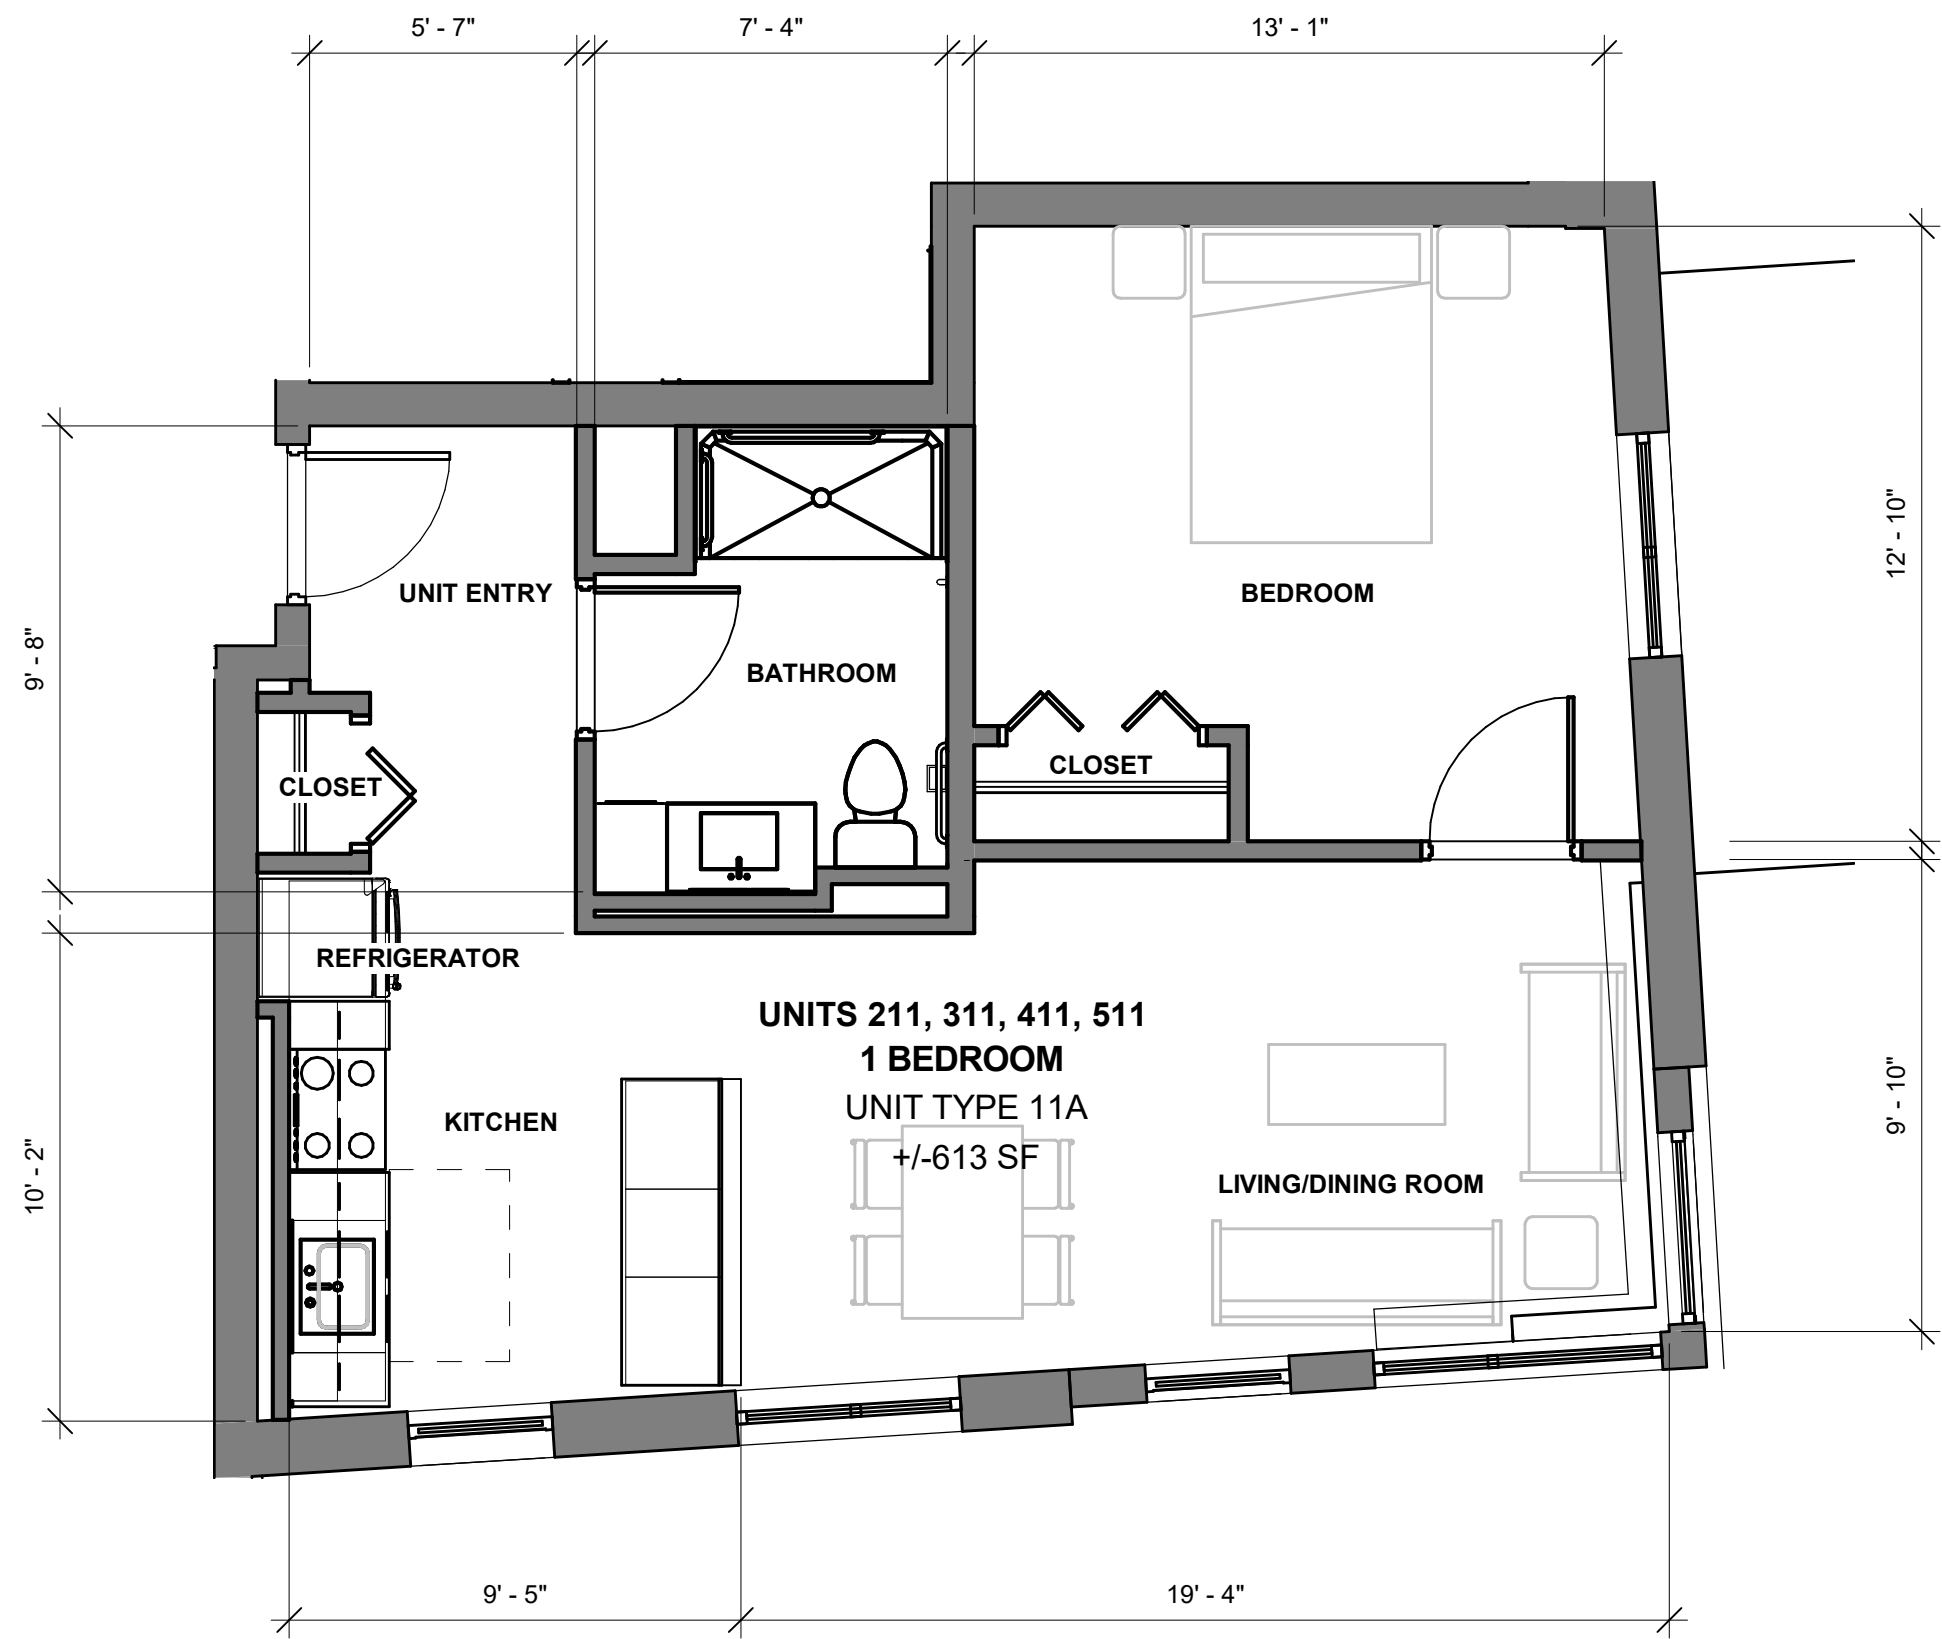 5' - 7"
7' - 4"
13' - 1"
12' - 10"
9' - 8"
UNIT ENTRY
BEDROOM
BATHROOM
CLOSET
CLOSET
REFRIGERATOR
UNITS 211, 311, 411, 511
1 BEDROOM
UNIT TYPE 11A
+/-613 SF
KITCHEN
LIVING/DINING ROOM
10' - 2"
9' - 10"
9' - 5"
19' - 4"